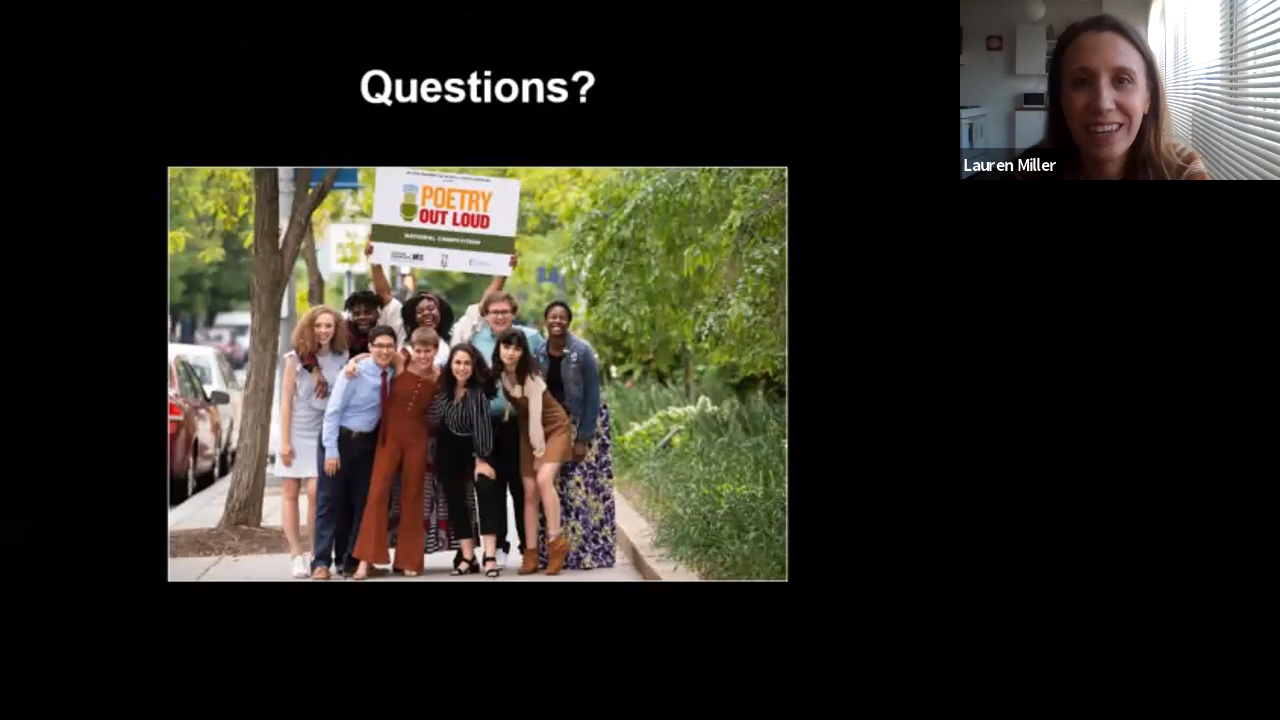 Questions?
POETRY
OUT LOUD
NATIONAL COMPETITION
Lauren Miller